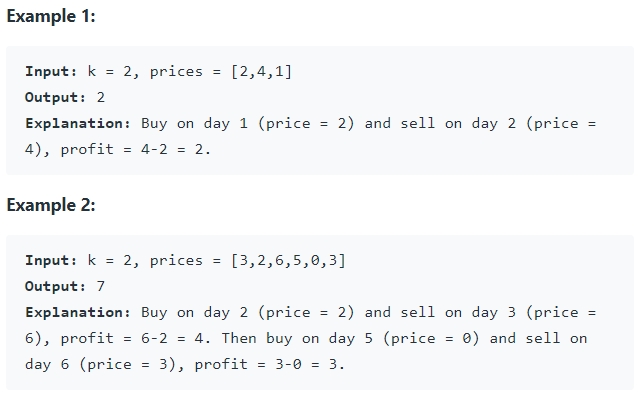 Example 1:
Input: k = 2, prices = [2,4,1]
Output: 2
Explanation: Buy on day 1 (price = 2) and sell on day 2 (price =
4), profit = 4-2 = 2.
Example 2:
Input: k = 2, prices = [3,2,6,5,0,3]
Output: 7
Explanation: Buy on day 2 (price = 2) and sell on day 3 (price =
6), profit = 6-2 = 4. Then buy on day 5 (price = 0) and sell on
day 6 (price = 3), profit = 3-0 = 3.